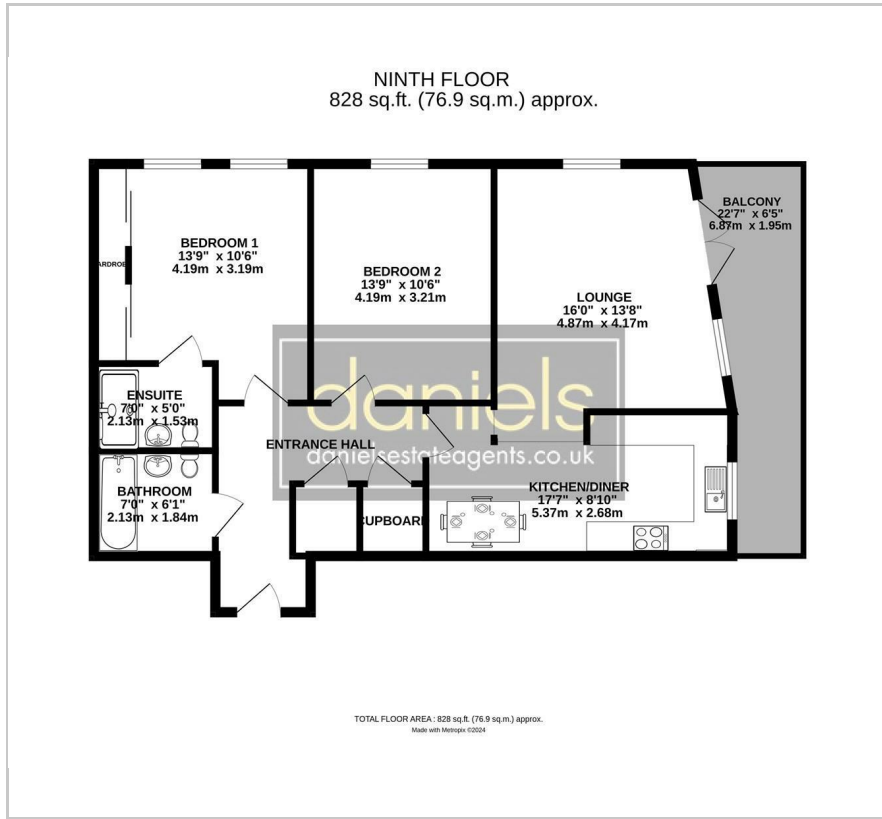 NINTH FLOOR
828 sq.ft. (76.9 sq.m.) approx.
BALCONY
22'7" x 6'5"
6.87m x 1.95m
BEDROOM 1
13'9" x 10'6"
4.19m x 3.19m
BEDROOM 2
13'9" x 10'6"
4.19m x 3.21m
LOUNGE
16'0" x 13'8"
4.87m x 4.17m
ARDROE
daniels
danielsestateagents.co.uk
ENSUITE
7'0" x 5'0"
2.13m x 1.53m
ENTRANCE HALL
BATHROOM
7'0" x 6'1"
2.13m x 1.84m
CUPBOARD
KITCHEN/DINER
17'7" x 8'10"
5.37m x 2.68m
TOTAL FLOOR AREA : 828 sq.ft. (76.9 sq.m.) approx.
Made with Metropix ©2024